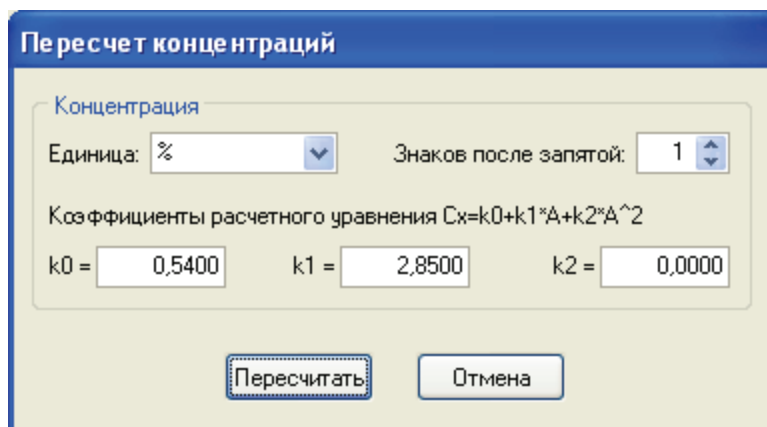 Пересчет концентраций
Концентрация
Единица: % Знаков после запятой: 1
Коэффициенты расчетного уравнения Cx=k0+k1*A+k2*A^2
k0 = 0,5400 k1 = 2,8500 k2 = 0,0000
Пересчитать Отмена